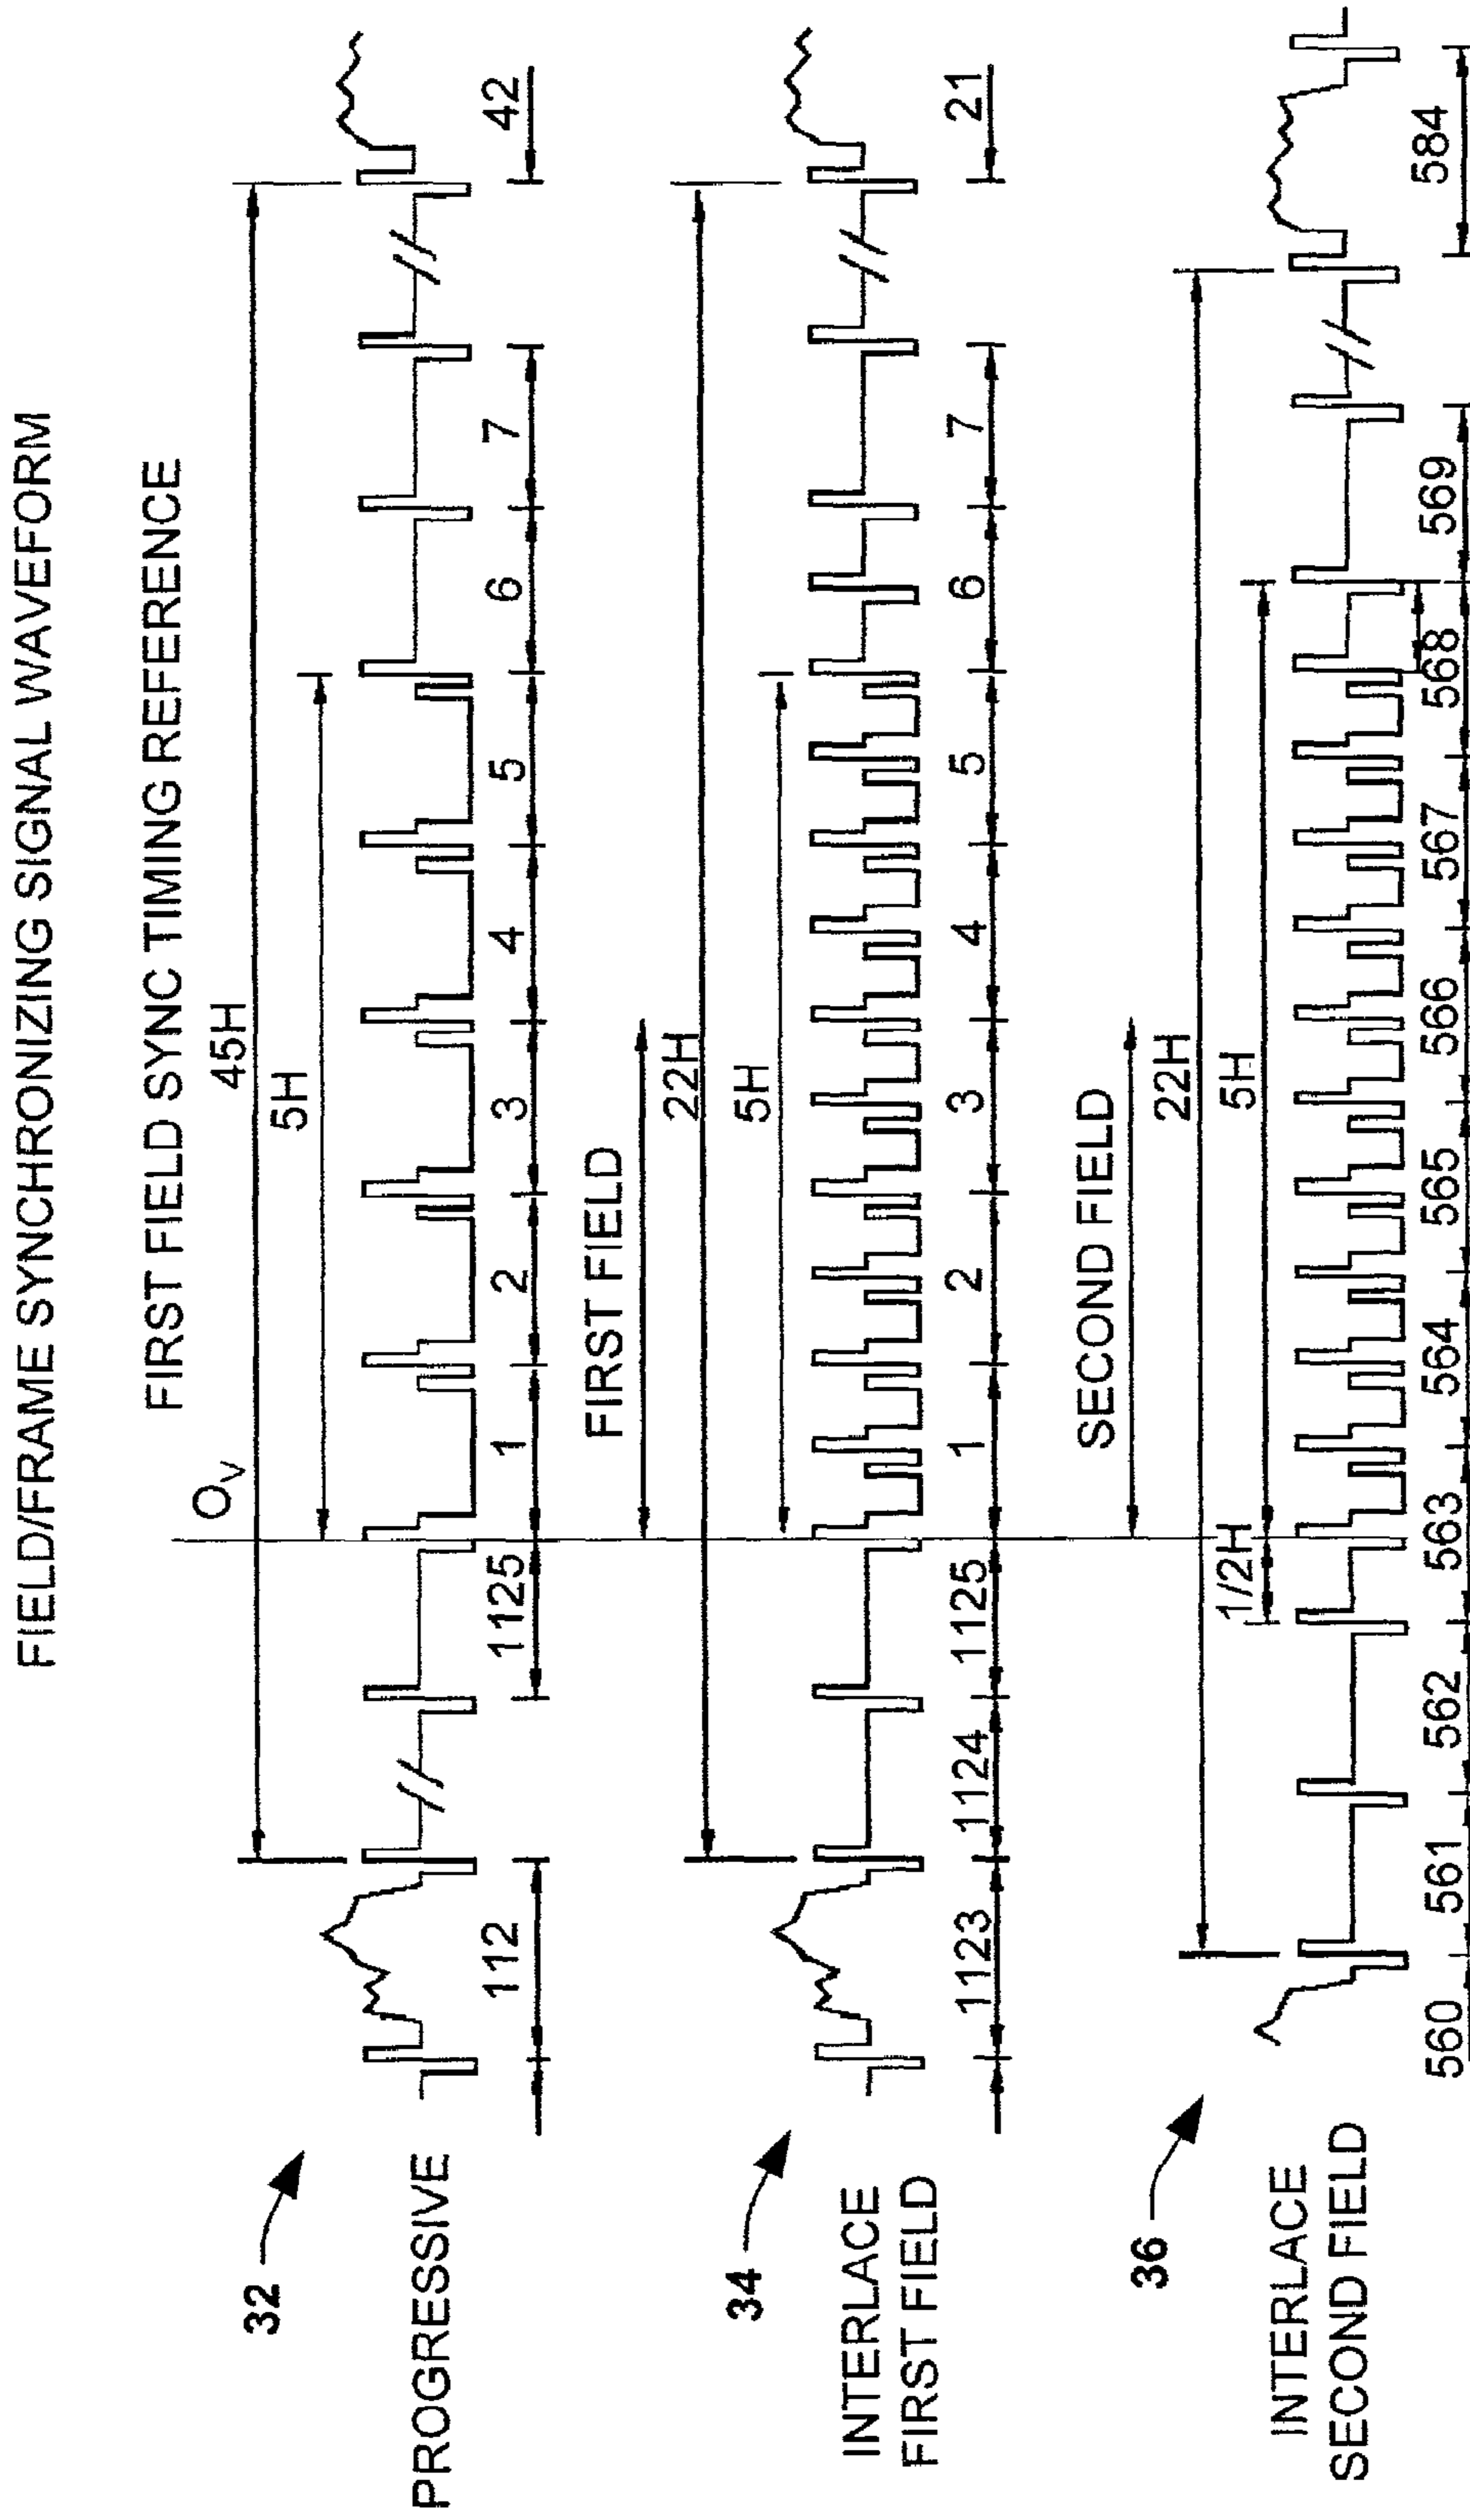 FIELD/FRAME SYNCHRONIZING SIGNAL WAVEFORM
FIRST FIELD SYNC TIMING REFERENCE
32
PROGRESSIVE
OV
45H
5H
112
1125
1
2
3
4
5
6
7
42
34
INTERLACE
FIRST FIELD
FIRST FIELD
22H
5H
1123
1124
1125
1
2
3
4
5
6
7
21
36
INTERLACE
SECOND FIELD
SECOND FIELD
22H
5H
1/2H
560
561
562
563
564
565
566
567
568
569
584